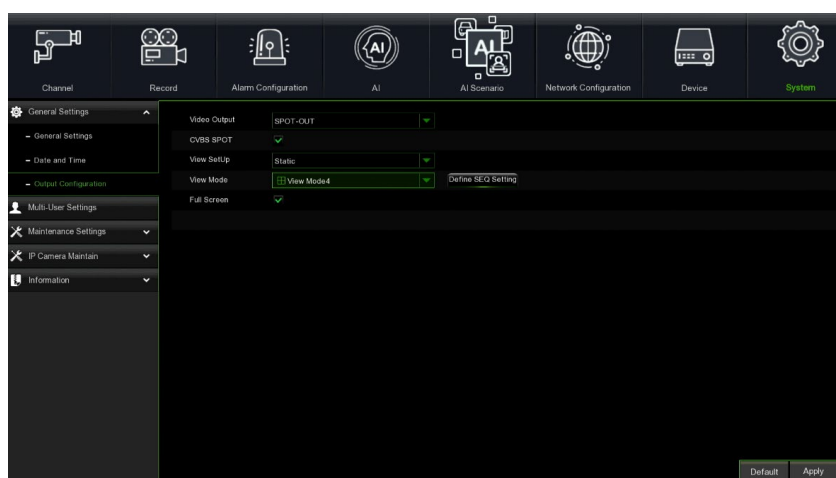 Channel
Record
Alarm Configuration
AI
AI
AI
AI Scenario
Network Configuration
Device
System
General Settings
General Settings
Date and Time
Output Configuration
Multi-User Settings
Maintenance Settings
IP Camera Maintain
Information
Video Output SPOT-OUT
CVBS SPOT
View SetUp Static
View Mode View Mode4 Define SEQ Setting
Full Screen
Default Apply